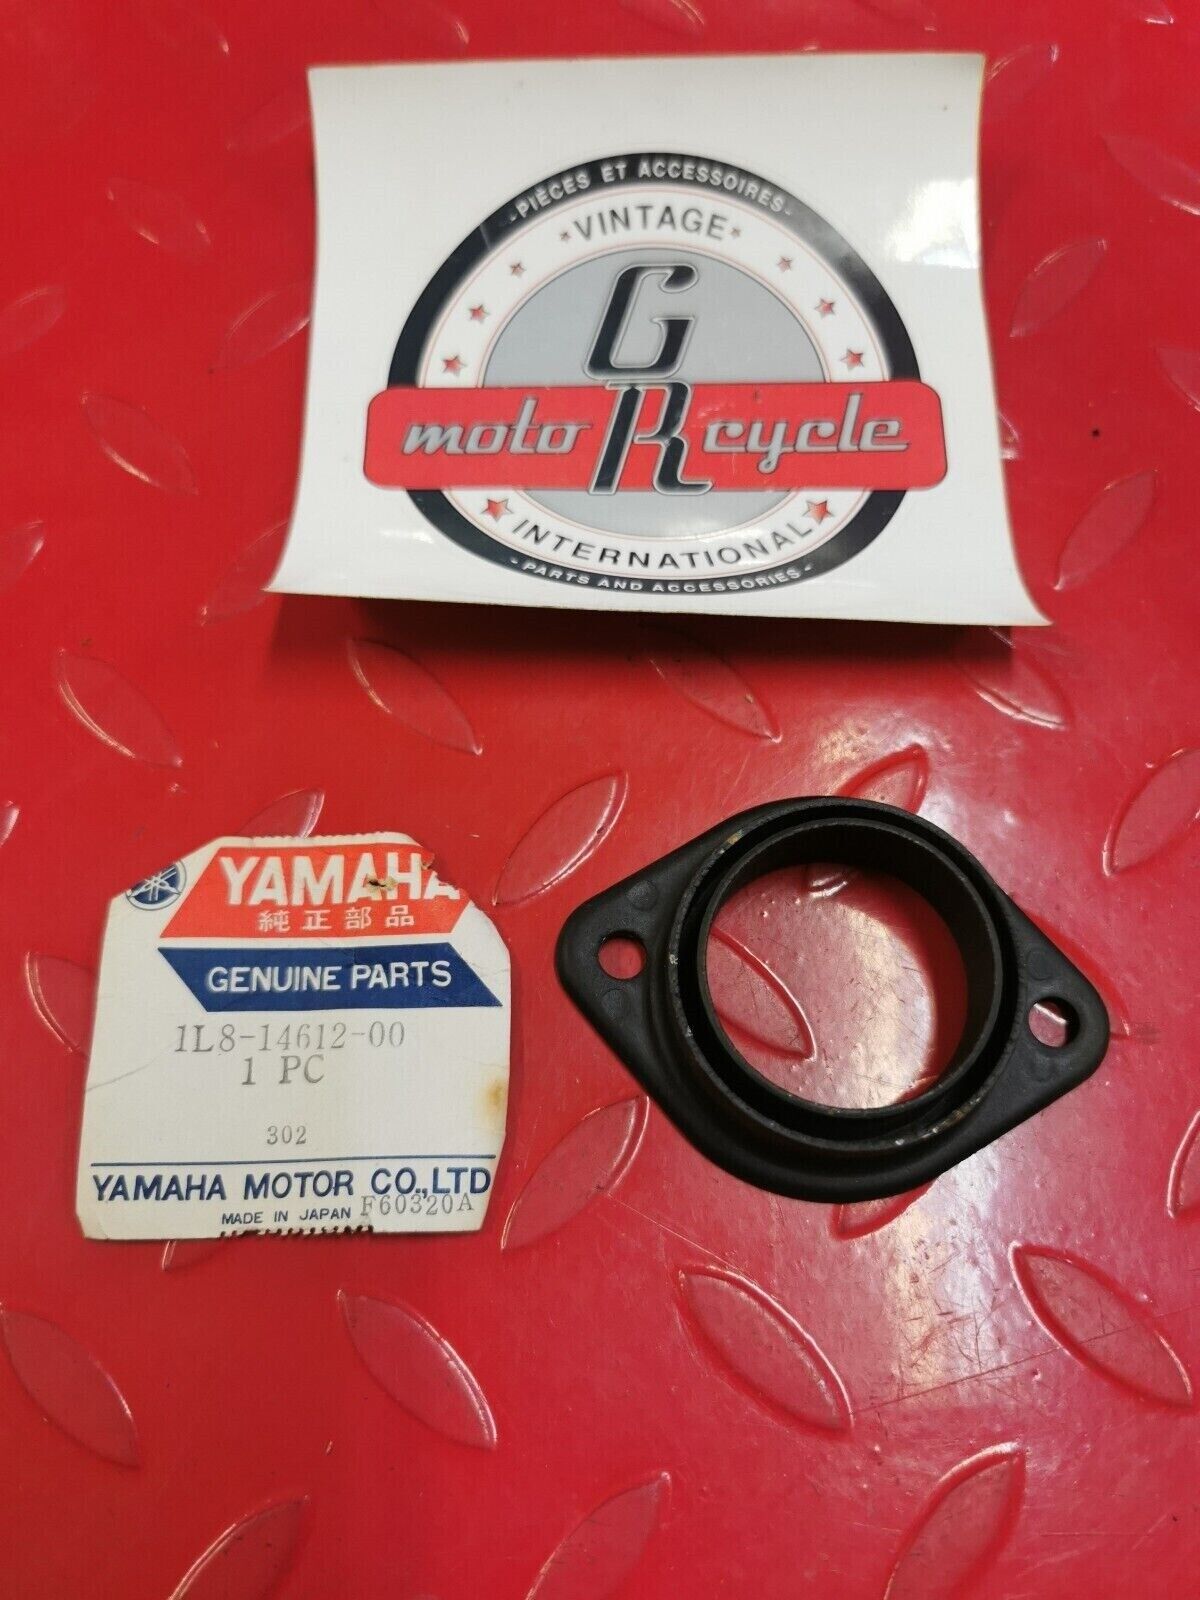 -PIÈCES ET ACCESSOIRES-
VINTAGE
G
moto R cycle
INTERNATIONAL
-PARTS AND ACCESSORIES-
YAMAHA
純正部品
GENUINE PARTS
1L8-14612-00
1 PC
302
YAMAHA MOTOR CO.,LTD
MADE IN JAPAN F60320A